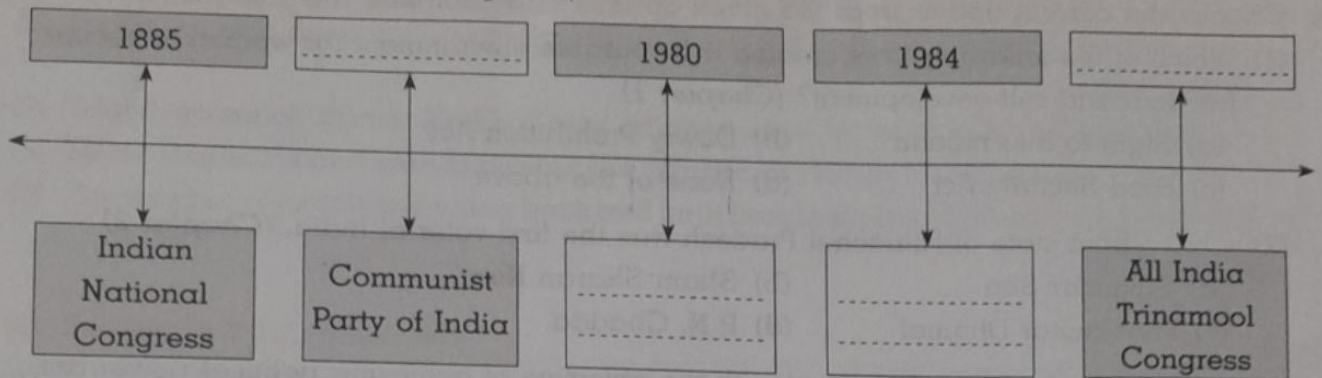 1885
1980
1984
Indian
National
Congress
Communist
Party of India
All India
Trinamool
Congress